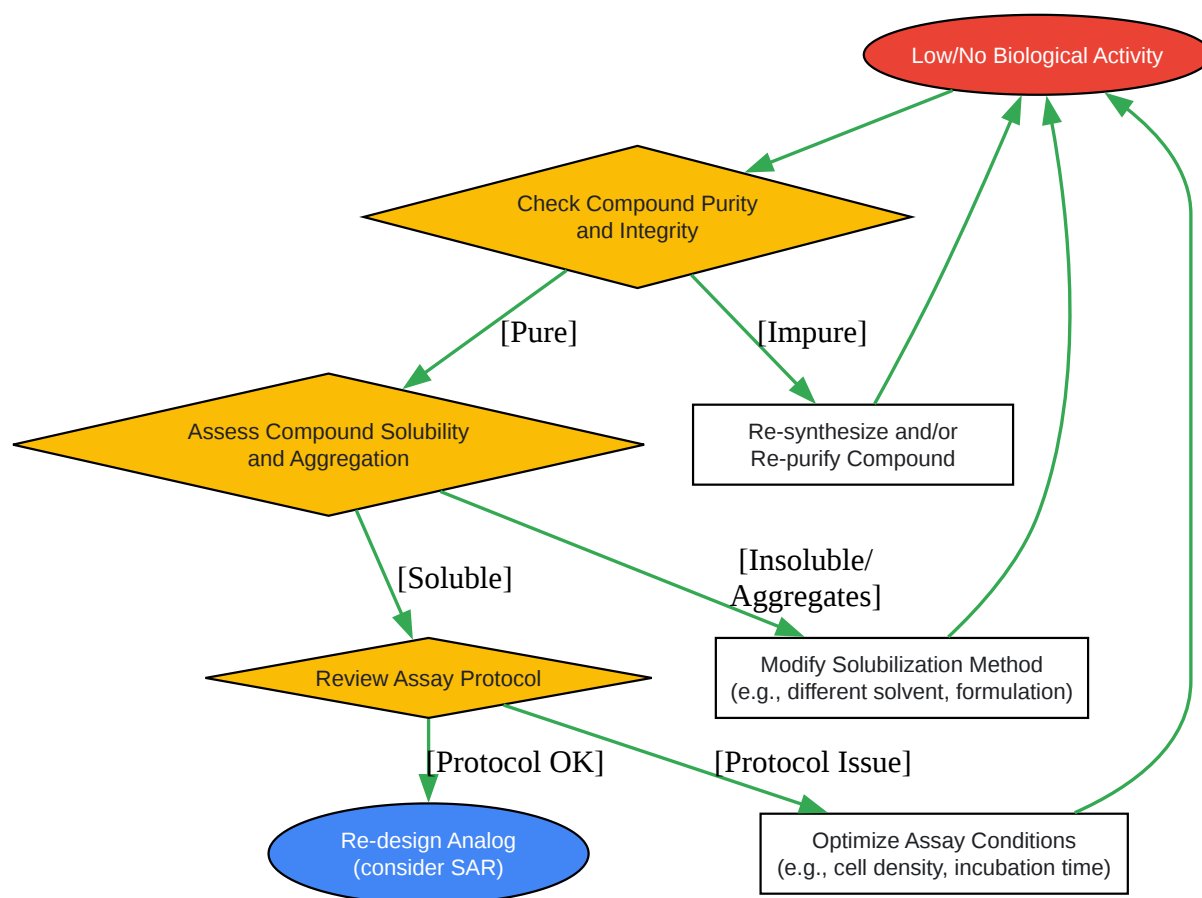 Low/No Biological Activity
Check Compound Purity
and Integrity
[Pure]
[Impure]
Assess Compound Solubility
and Aggregation
Re-synthesize and/or
Re-purify Compound
[Soluble]
[Insoluble/
Aggregates]
Review Assay Protocol
Modify Solubilization Method
(e.g., different solvent, formulation)
[Protocol OK]
[Protocol Issue]
Re-design Analog
(consider SAR)
Optimize Assay Conditions
(e.g., cell density, incubation time)